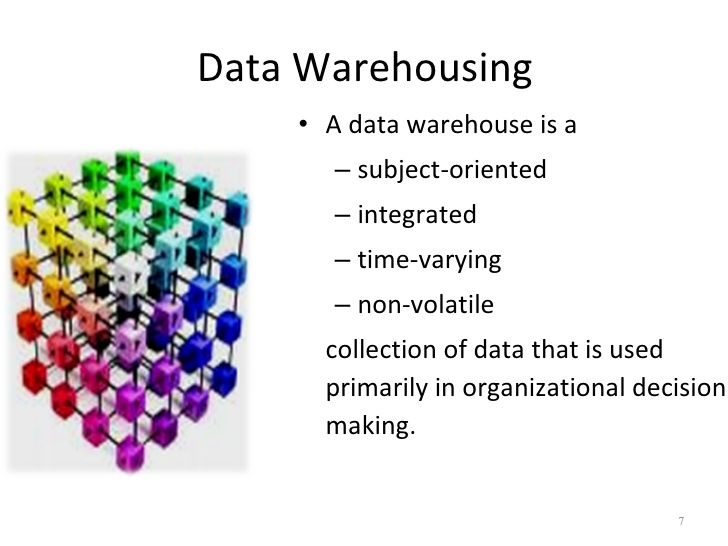 Data Warehousing
• A data warehouse is a
– subject-oriented
– integrated
– time-varying
– non-volatile
collection of data that is used
primarily in organizational decision
making.
7